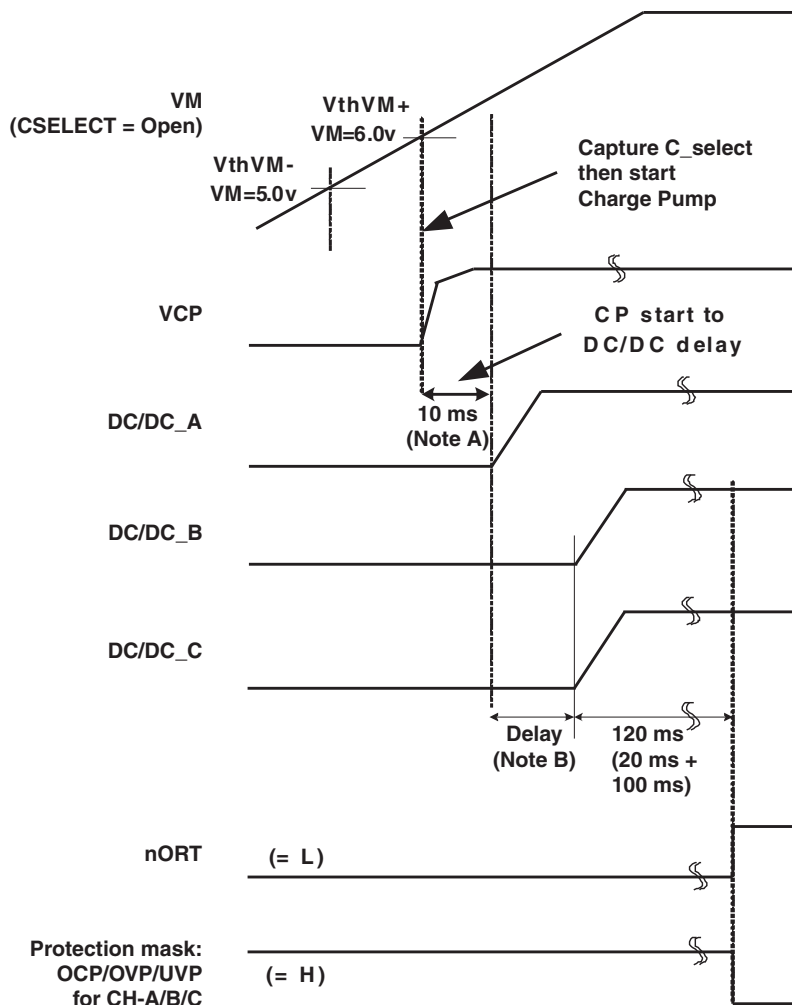 VM
(CSELECT = Open)
VthVM+
VM=6.0v
VthVM-
VM=5.0v
Capture C_select
then start
Charge Pump
VCP
CP start to
DC/DC delay
10 ms
(Note A)
DC/DC_A
DC/DC_B
DC/DC_C
Delay
(Note B)
120 ms
(20 ms +
100 ms)
nORT
(= L)
Protection mask:
OCP/OVP/UVP
for CH-A/B/C
(= H)